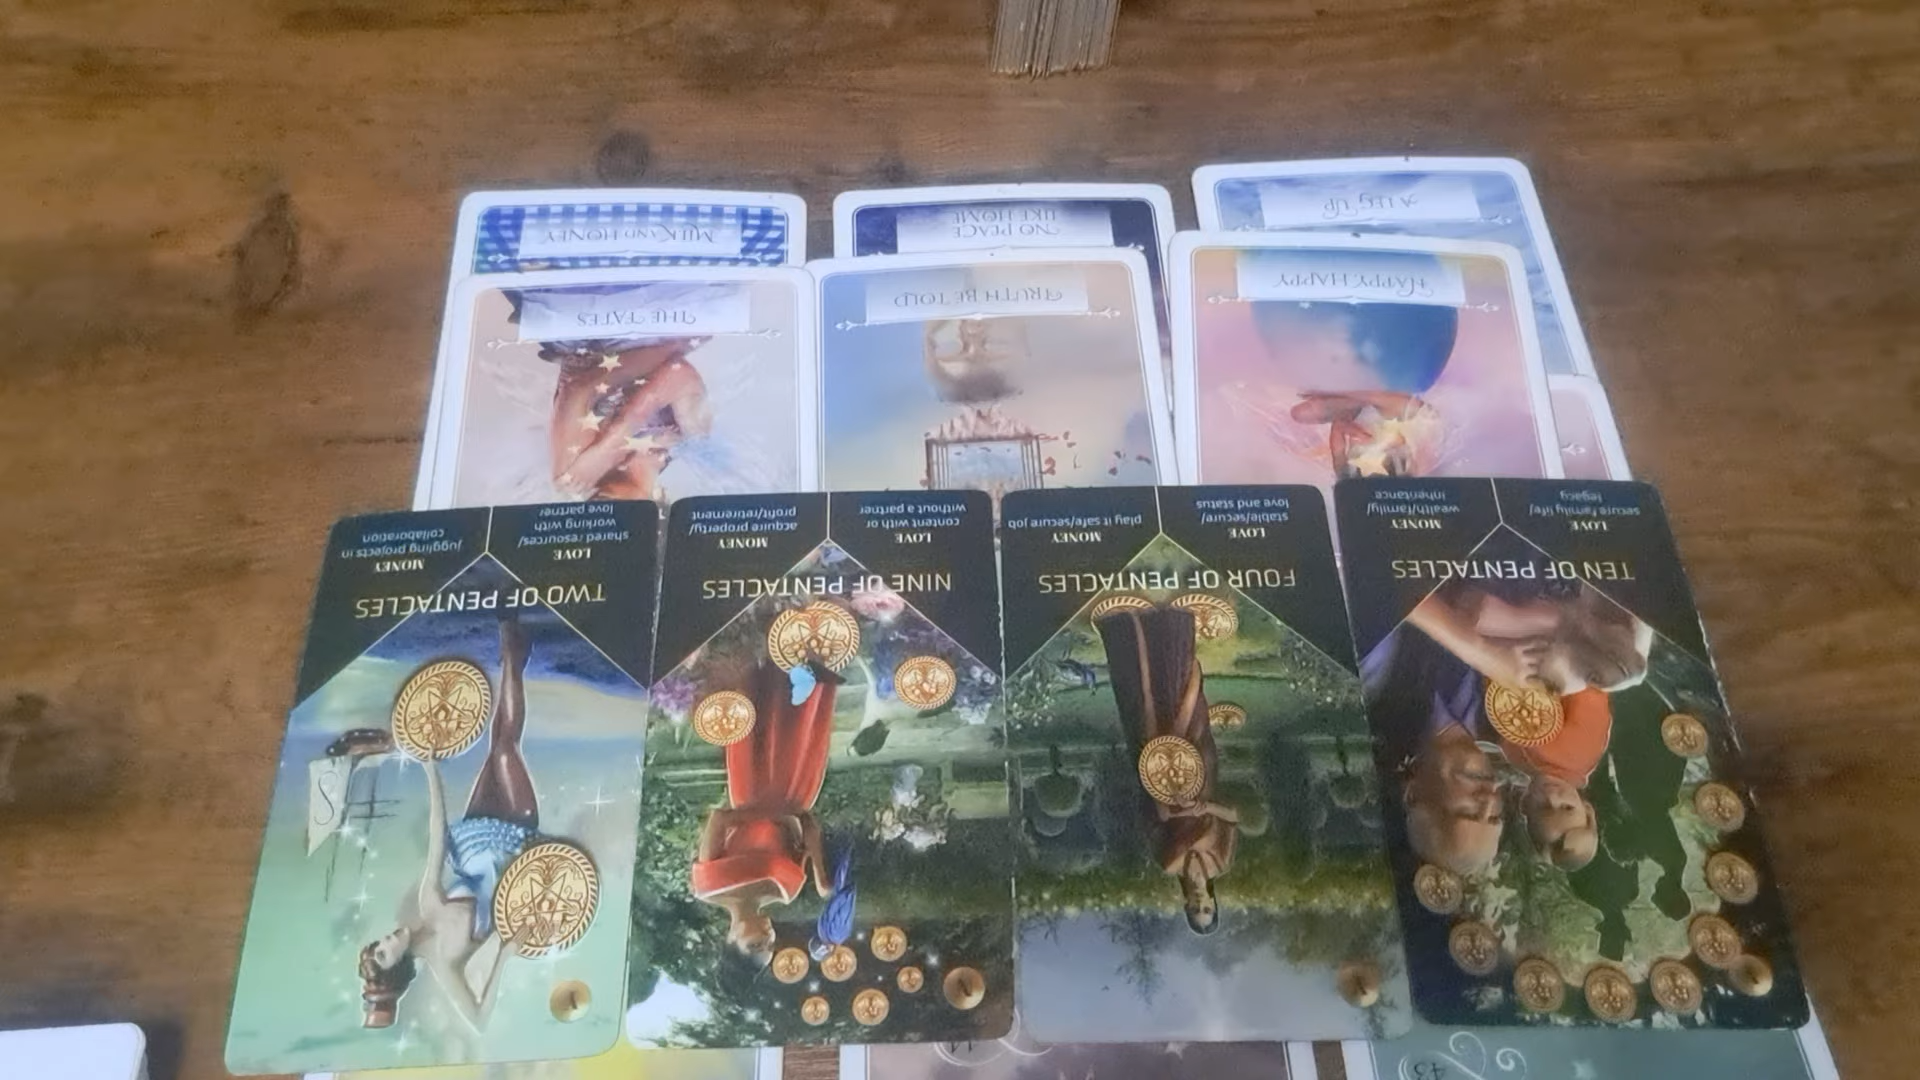 A LEG UP
NO PEACE
LIKE HOME
MILK AND HONEY
HAPPY HAPPY
TRUTH BE TOLD
THE FATES
LOVE
secure family life/
legacy
MONEY
wealth/family/
inheritance
TEN OF PENTACLES
LOVE
stable/secure/
love and status
MONEY
play it safe/secure job
FOUR OF PENTACLES
LOVE
content with or
without a partner
MONEY
acquire property/
profit/retirement
NINE OF PENTACLES
LOVE
shared resources/
working with
love partner
MONEY
juggling projects in
collaboration
TWO OF PENTACLES
43